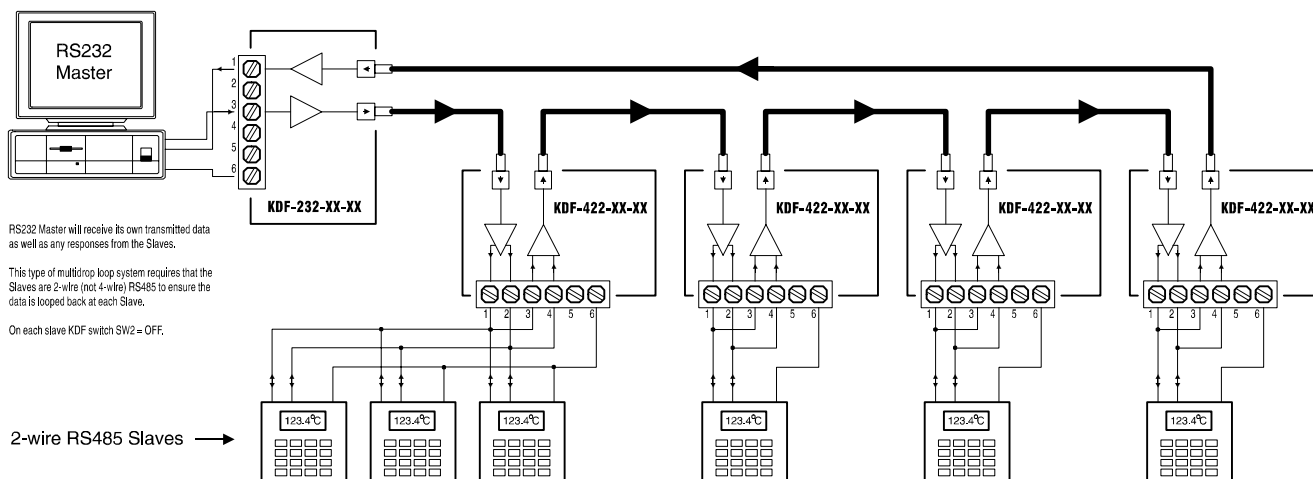 RS232
Master
1
2
3
4
5
6
KDF-232-XX-XX
KDF-422-XX-XX
KDF-422-XX-XX
KDF-422-XX-XX
KDF-422-XX-XX
RS232 Master will receive its own transmitted data
as well as any responses from the Slaves.
This type of multidrop loop system requires that the
Slaves are 2-wire (not 4-wire) RS485 to ensure the
data is looped back at each Slave.
On each slave KDF switch SW2 = OFF.
1 2 3 4 5 6
1 2 3 4 5 6
1 2 3 4 5 6
1 2 3 4 5 6
2-wire RS485 Slaves
123.4°C
123.4°C
123.4°C
123.4°C
123.4°C
123.4°C